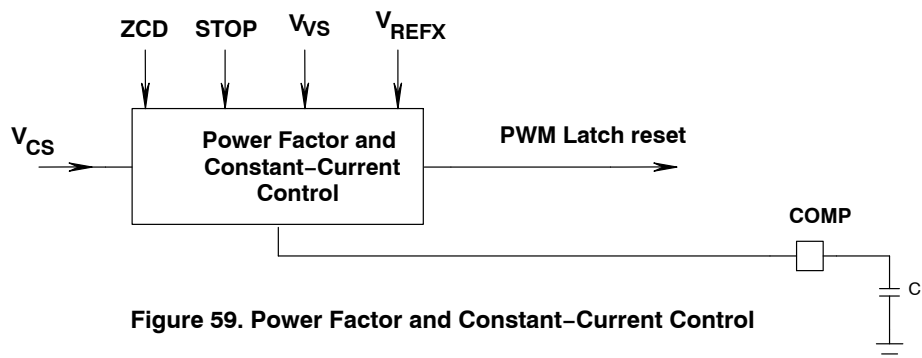 ZCD STOP VVS VREFX
VCS
Power Factor and
Constant−Current
Control
PWM Latch reset
COMP
C
Figure 59. Power Factor and Constant−Current Control